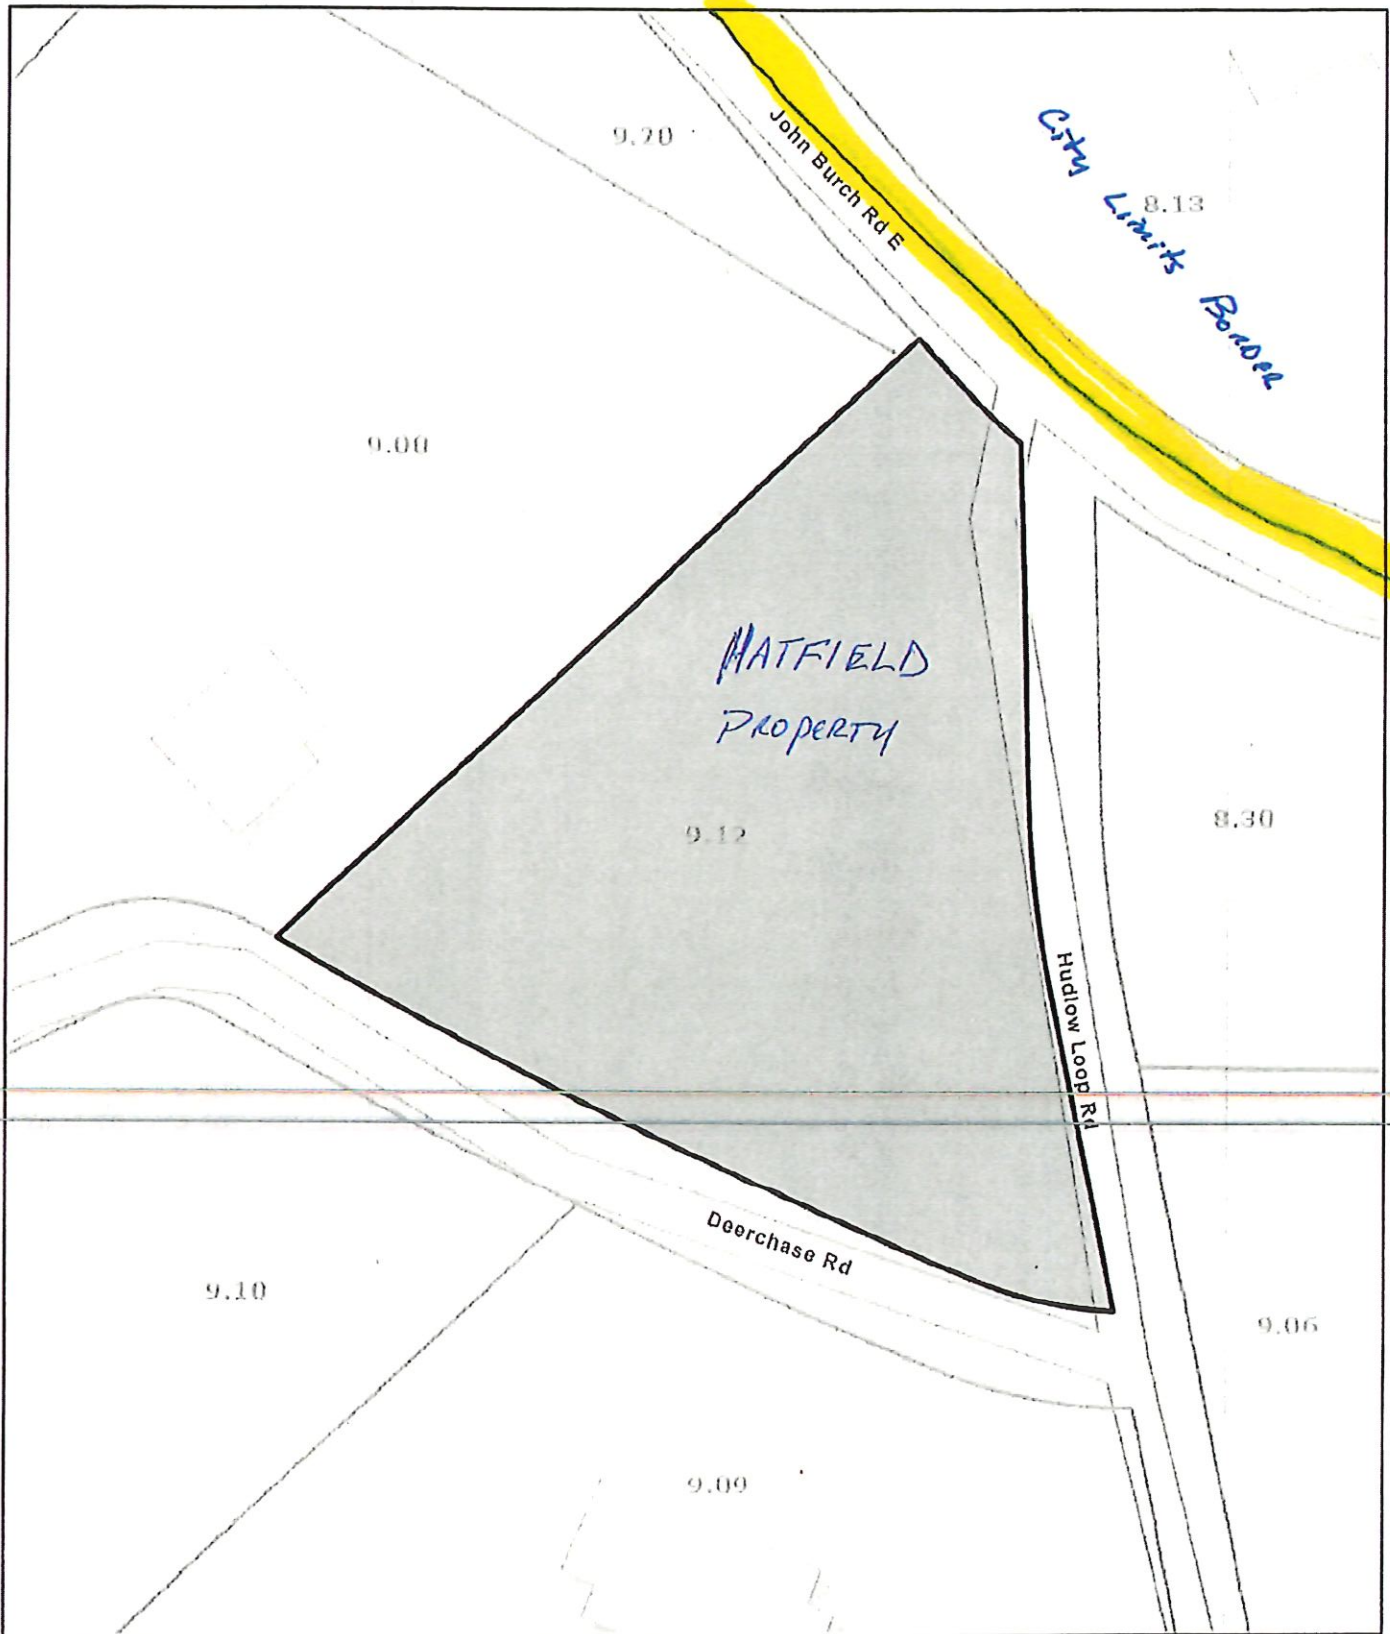 9.20
John Burch Rd E
City Limits Border
8.13
9.08
HATFIELD
PROPERTY
9.12
8.30
Hudlow Loop Rd
Deerchase Rd
9.10
9.06
9.09